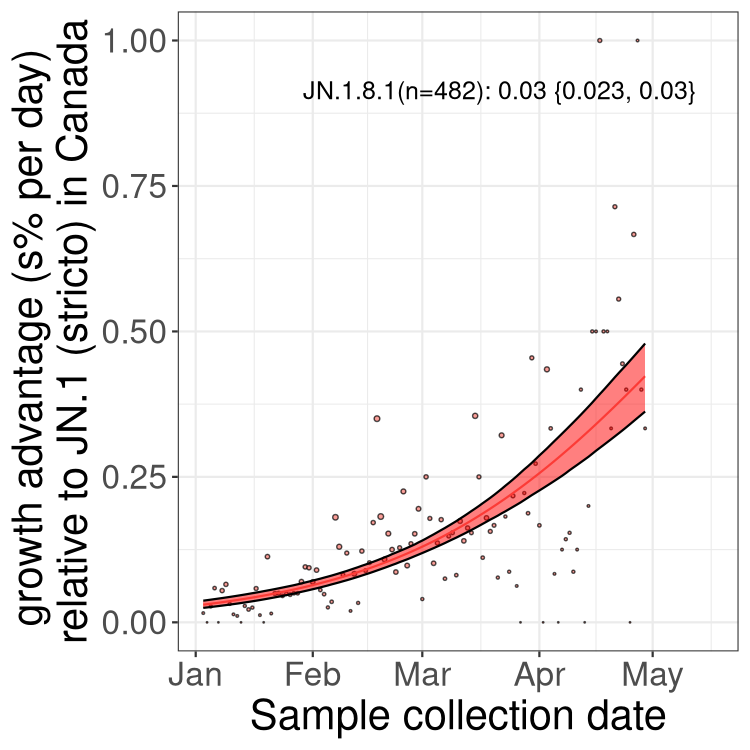 growth advantage (s% per day)
relative to JN.1 (stricto) in Canada
1.00
0.75
0.50
0.25
0.00
JN.1.8.1(n=482): 0.03 {0.023, 0.03}
Jan Feb Mar Apr May
Sample collection date